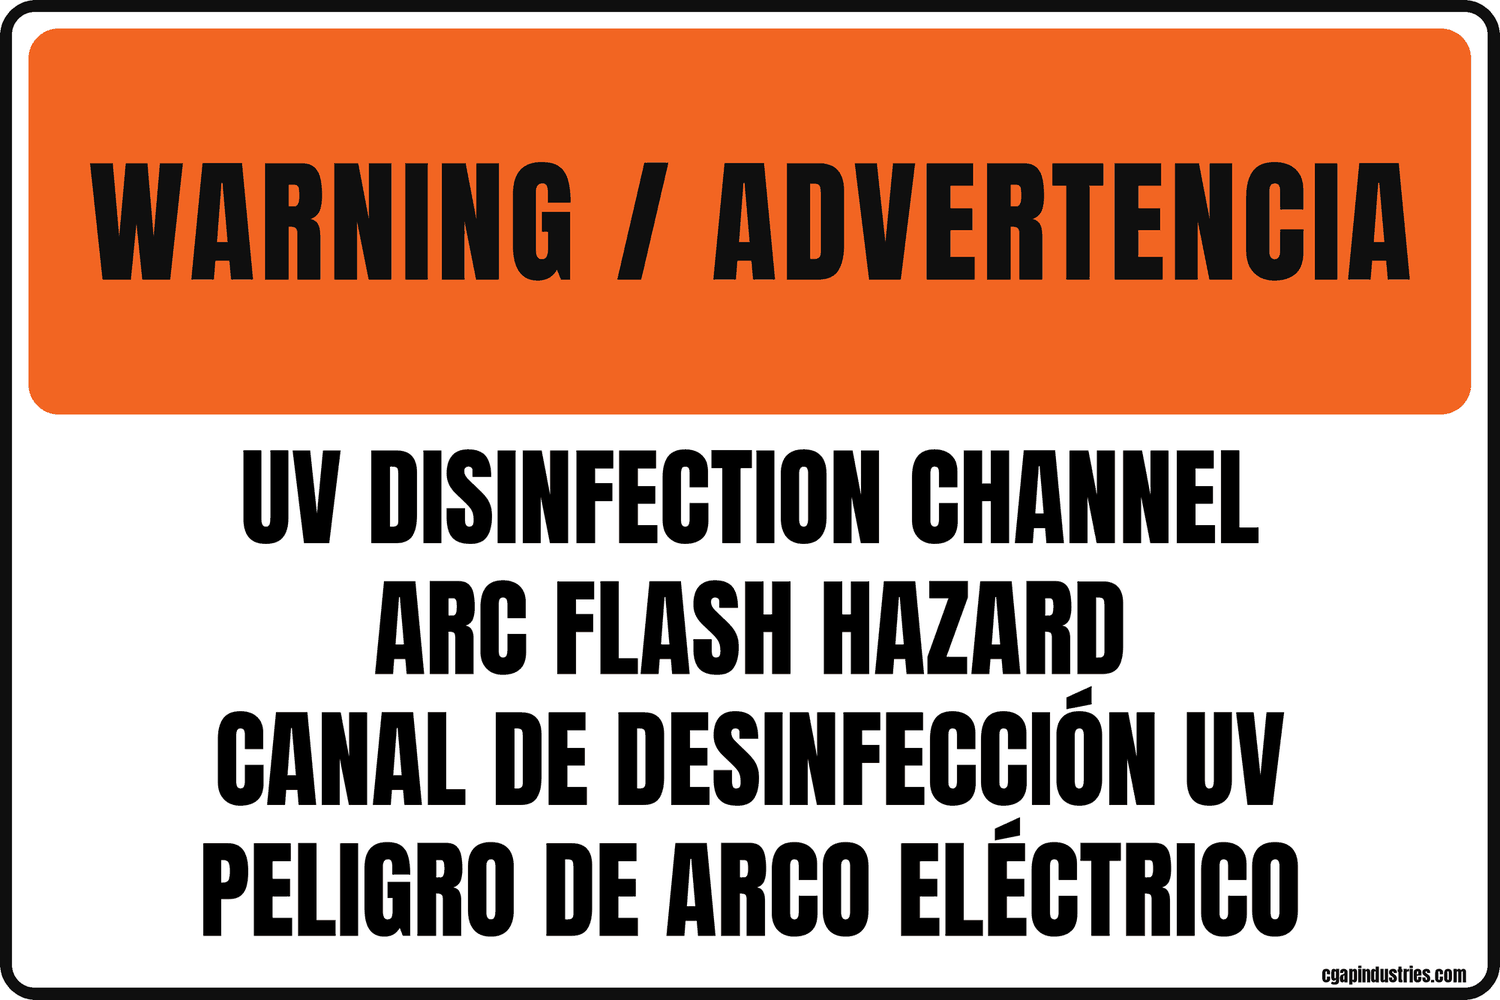 WARNING / ADVERTENCIA
UV DISINFECTION CHANNEL
ARC FLASH HAZARD
CANAL DE DESINFECCIÓN UV
PELIGRO DE ARCO ELÉCTRICO
cgapindustries.com